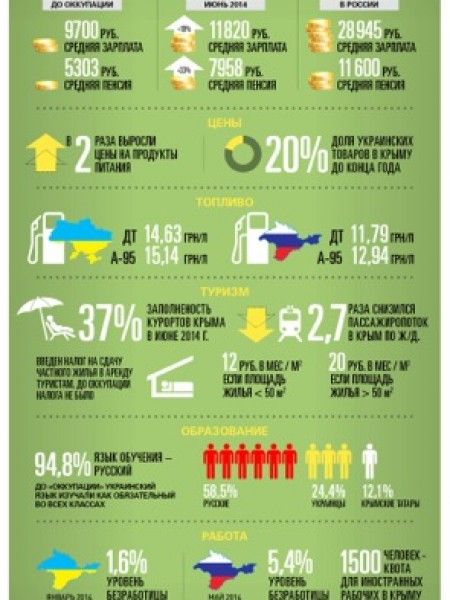 ДО ОККУПАЦИИ
ИЮНЬ 2014
В РОССИИ
9700 РУБ.
СРЕДНЯЯ ЗАРПЛАТА
11820 РУБ.
СРЕДНЯЯ ЗАРПЛАТА
28945 РУБ.
СРЕДНЯЯ ЗАРПЛАТА
5303 РУБ.
СРЕДНЯЯ ПЕНСИЯ
7958 РУБ.
СРЕДНЯЯ ПЕНСИЯ
11600 РУБ.
СРЕДНЯЯ ПЕНСИЯ
ЦЕНЫ
В 2 РАЗА ВЫРОСЛИ
ЦЕНЫ НА ПРОДУКТЫ
ПИТАНИЯ
20% ДОЛЯ УКРАИНСКИХ
ТОВАРОВ В КРЫМУ
ДО КОНЦА ГОДА
ТОПЛИВО
ДТ 14,63 ГРН/Л
А-95 15,14 ГРН/Л
ДТ 11,79 ГРН/Л
А-95 12,94 ГРН/Л
ТУРИЗМ
37% ЗАПОЛНЕНОСТЬ
КУРОРТОВ КРЫМА
В ИЮНЕ 2014 Г.
2,7 РАЗА СНИЗИЛСЯ
ПАССАЖИРОПОТОК
В КРЫМ ПО Ж/Д.
ВВЕДЕН НАЛОГ НА СДАЧУ
ЧАСТНОГО ЖИЛЬЯ В АРЕНДУ
ТУРИСТАМ, ДО ОККУПАЦИИ
НАЛОГА НЕ БЫЛО
12 РУБ. В МЕС / М²
ЕСЛИ ПЛОЩАДЬ
ЖИЛЬЯ < 50 м²
20 РУБ. В МЕС / М²
ЕСЛИ ПЛОЩАДЬ
ЖИЛЬЯ > 50 м²
ОБРАЗОВАНИЕ
94,8% ЯЗЫК ОБУЧЕНИЯ –
РУССКИЙ
ДО «ОККУПАЦИИ» УКРАИНСКИЙ
ЯЗЫК ИЗУЧАЛИ КАК ОБЯЗАТЕЛЬНЫЙ
ВО ВСЕХ КЛАССАХ
58,5%
РУССКИЕ
24,4%
УКРАИНЦЫ
12,1%
КРЫМСКИЕ ТАТАРЫ
РАБОТА
1,6%
УРОВЕНЬ
БЕЗРАБОТИЦЫ
ЯНВАРЬ 2014
5,4%
УРОВЕНЬ
БЕЗРАБОТИЦЫ
МАЙ 2014
1500 ЧЕЛОВЕК-
КВОТА
ДЛЯ ИНОСТРАННЫХ
РАБОЧИХ В КРЫМУ